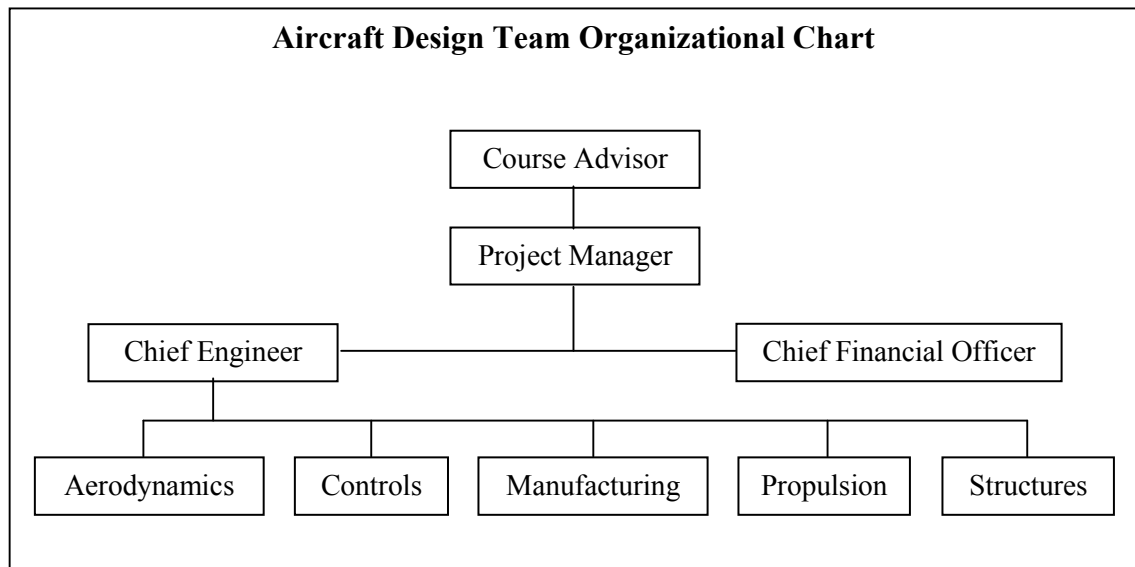 Aircraft Design Team Organizational Chart
Course Advisor
Project Manager
Chief Engineer
Chief Financial Officer
Aerodynamics
Controls
Manufacturing
Propulsion
Structures